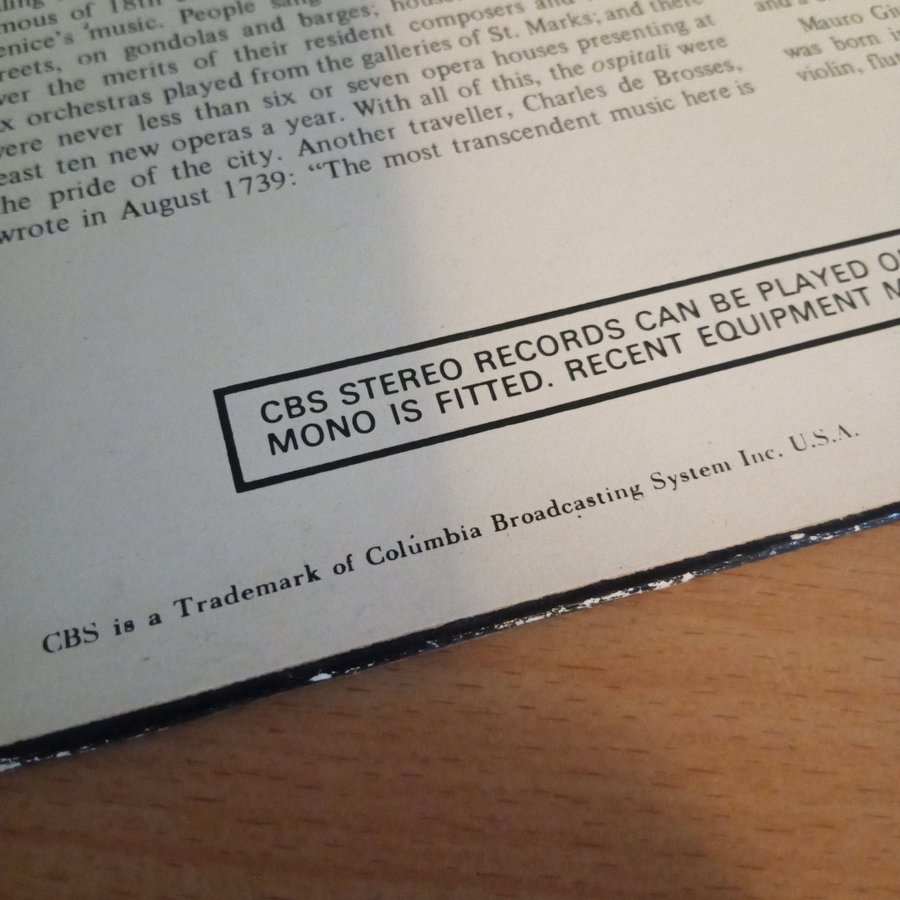 mous of 18th
enice's music. People sang
reets, on gondolas and barges;
ver the merits of their resident composers and
x orchestras played from the galleries of St. Marks; and there
were never less than six or seven opera houses presenting at
east ten new operas a year. With all of this, the ospitali were
he pride of the city. Another traveller, Charles de Brosses,
wrote in August 1739: "The most transcendent music here is
and a
Mauro Giu
was born i
violin, flut
CBS STEREO RECORDS CAN BE PLAYED O
MONO IS FITTED. RECENT EQUIPMENT M
CBS is a Trademark of Columbia Broadcasting System Inc. U.S.A.